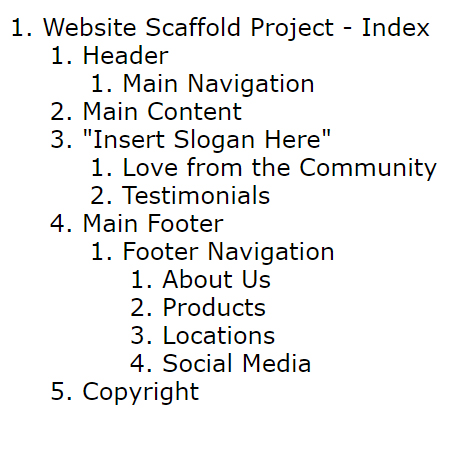 1. Website Scaffold Project - Index
1. Header
1. Main Navigation
2. Main Content
3. "Insert Slogan Here"
1. Love from the Community
2. Testimonials
4. Main Footer
1. Footer Navigation
1. About Us
2. Products
3. Locations
4. Social Media
5. Copyright